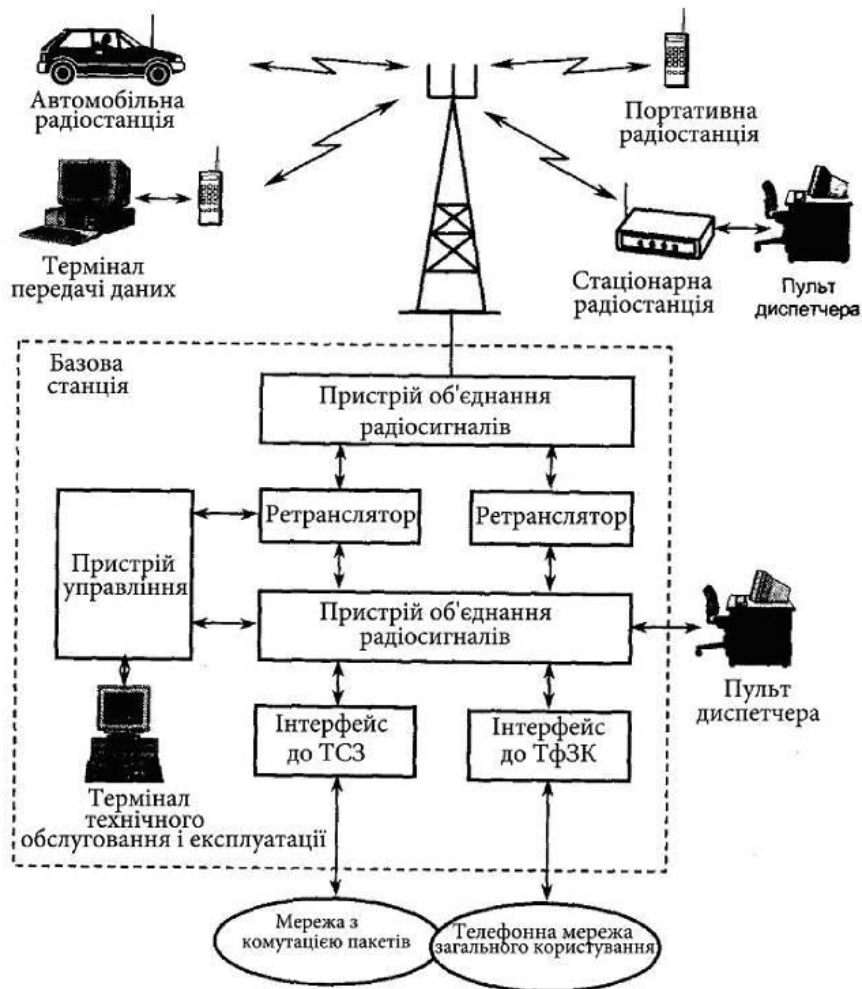 Автомобільна
радіостанція
Портативна
радіостанція
Термінал
передачі даних
Стаціонарна
радіостанція
Пульт
диспетчера
Базова
станція
Пристрій об'єднання
радіосигналів
Ретранслятор
Ретранслятор
Пристрій
управління
Пристрій об'єднання
радіосигналів
Пульт
диспетчера
Інтерфейс
до ТСЗ
Інтерфейс
до ТфЗК
Термінал
технічного
обслуговання і експлуатації
Мережа з
комутацією пакетів
Телефонна мережа
загального користування